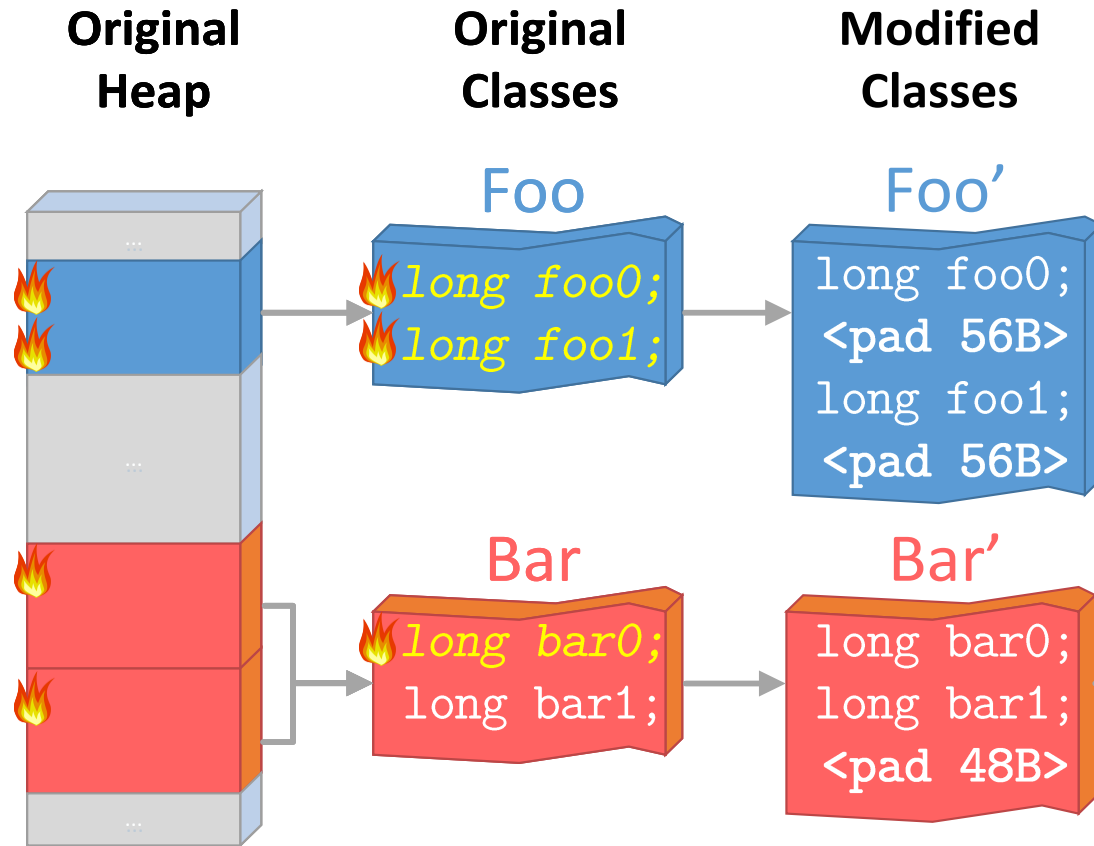 Original
Heap
Original
Classes
Modified
Classes
...
...
...
Foo
long foo0;
long foo1;
Foo’
long foo0;
<pad 56B>
long foo1;
<pad 56B>
Bar
long bar0;
long bar1;
Bar’
long bar0;
long bar1;
<pad 48B>